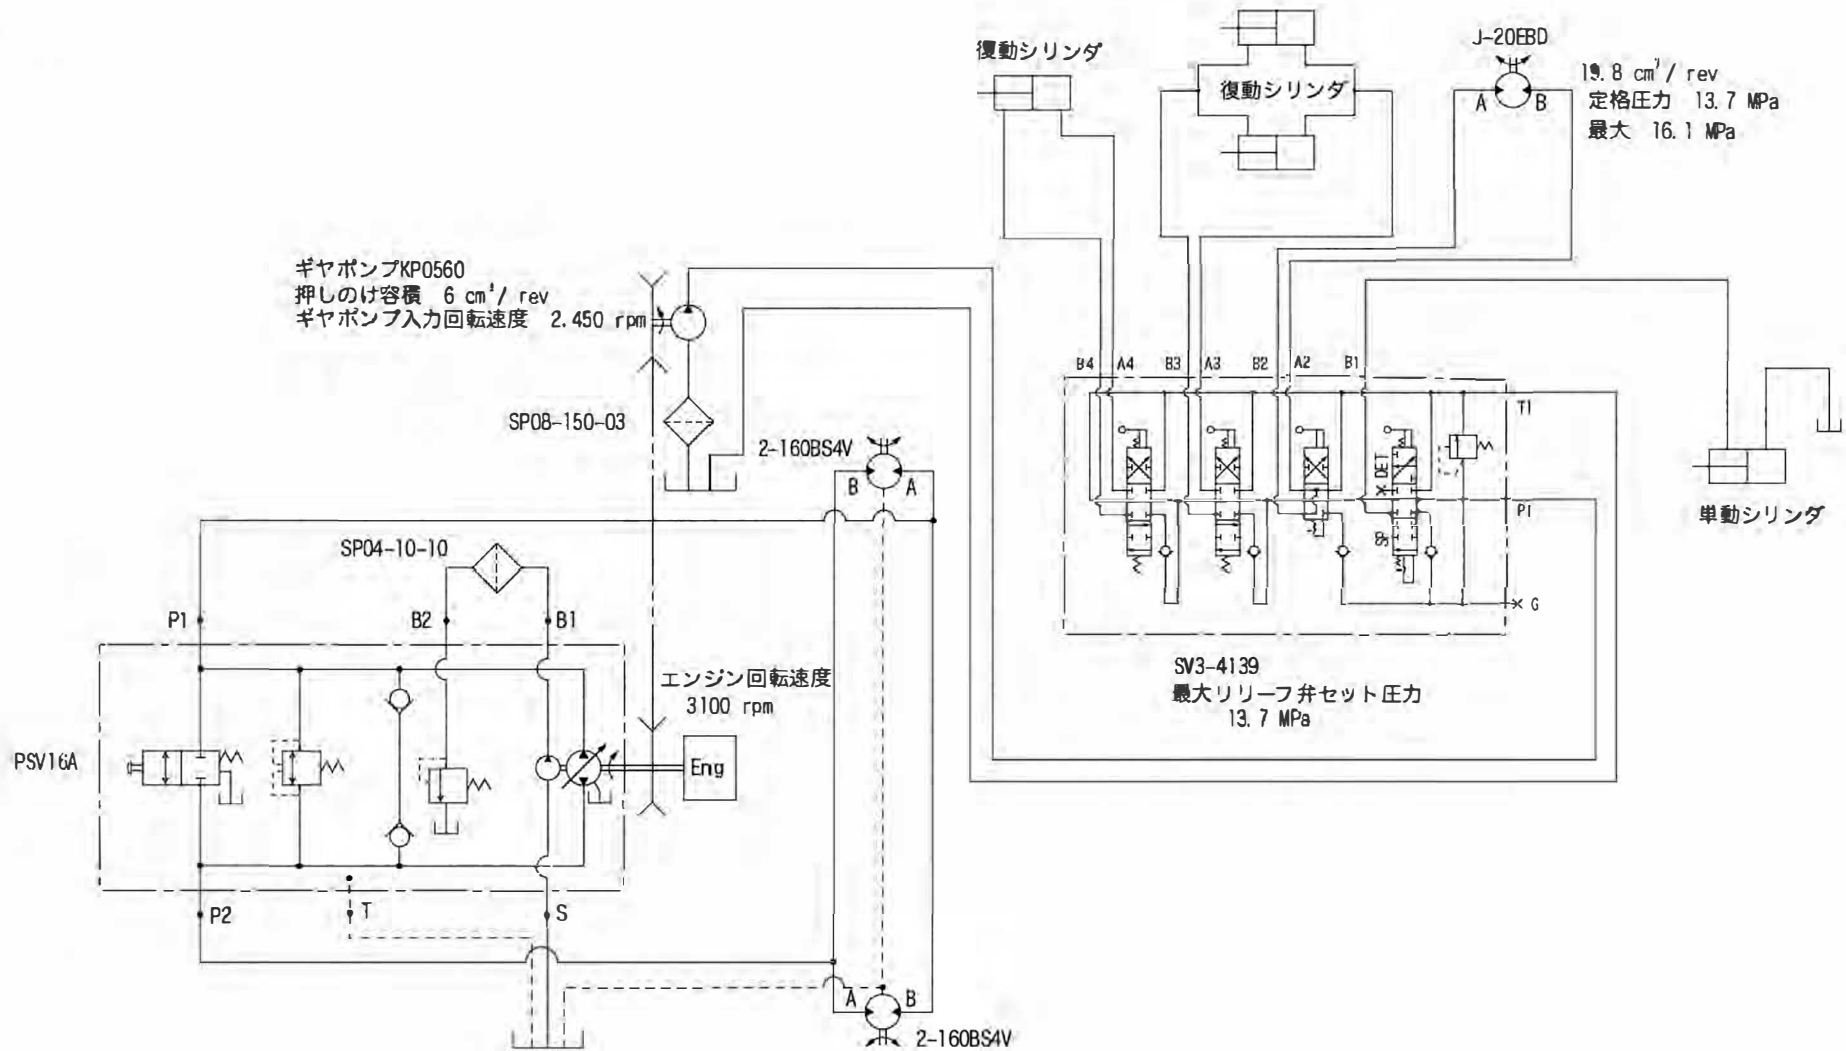 復動シリンダ
復動シリンダ
J-20EBD
A
B
19.8 cm³/ rev
定格圧力 13.7 MPa
最大 16.1 MPa
ギヤポンプKP0560
押しのけ容積 6 cm³/ rev
ギヤポンプ入力回転速度 2.450 rpm
SP08-150-03
2-160BS4V
B
A
B4
A4
B3
A3
B2
A2
B1
T1
P1
DET
SP
G
単動シリンダ
SV3-4139
最大リリーフ弁セット圧力
13.7 MPa
SP04-10-10
P1
B2
B1
エンジン回転速度
3100 rpm
PSV16A
Eng
P2
T
S
A
B
2-160BS4V